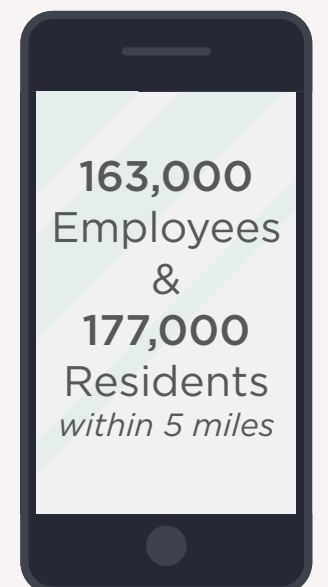 163,000
Employees
&
177,000
Residents
within 5 miles